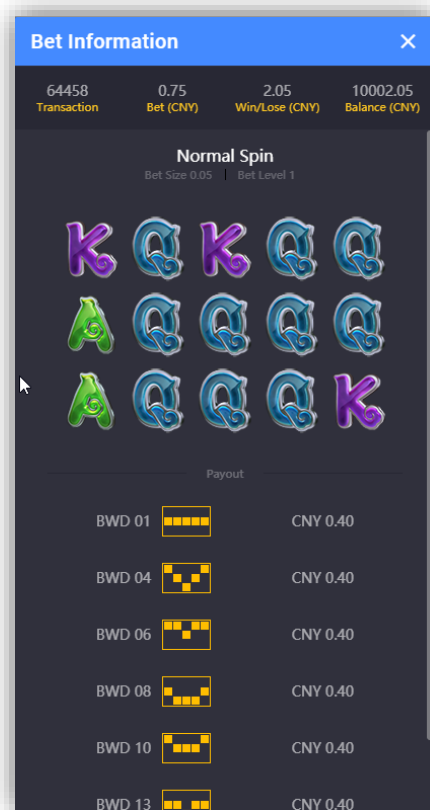 Bet Information ×
64458 0.75 2.05 10002.05
Transaction Bet (CNY) Win/Lose (CNY) Balance (CNY)
Normal Spin
Bet Size 0.05 | Bet Level 1
K Q K Q Q
A Q Q Q Q
A Q Q Q K
Payout
BWD 01 CNY 0.40
BWD 04 CNY 0.40
BWD 06 CNY 0.40
BWD 08 CNY 0.40
BWD 10 CNY 0.40
BWD 13 CNY 0.40